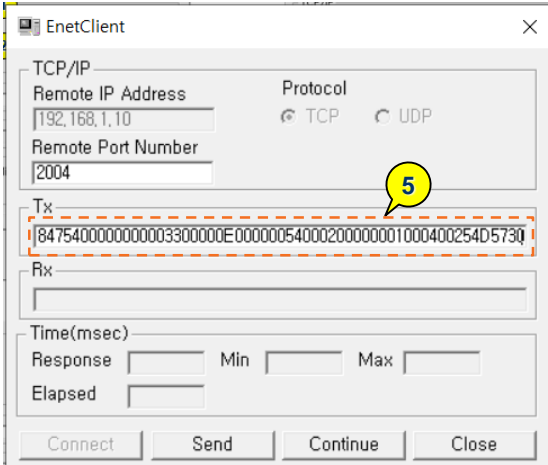 EnetClient
TCP/IP
Remote IP Address
Protocol
192,168,1,10
TCP
UDP
Remote Port Number
2004
5
Tx
8475400000000003300000E00000054000200000001000400254D5730
Rx
Time(msec)
Response Min Max
Elapsed
Connect Send Continue Close